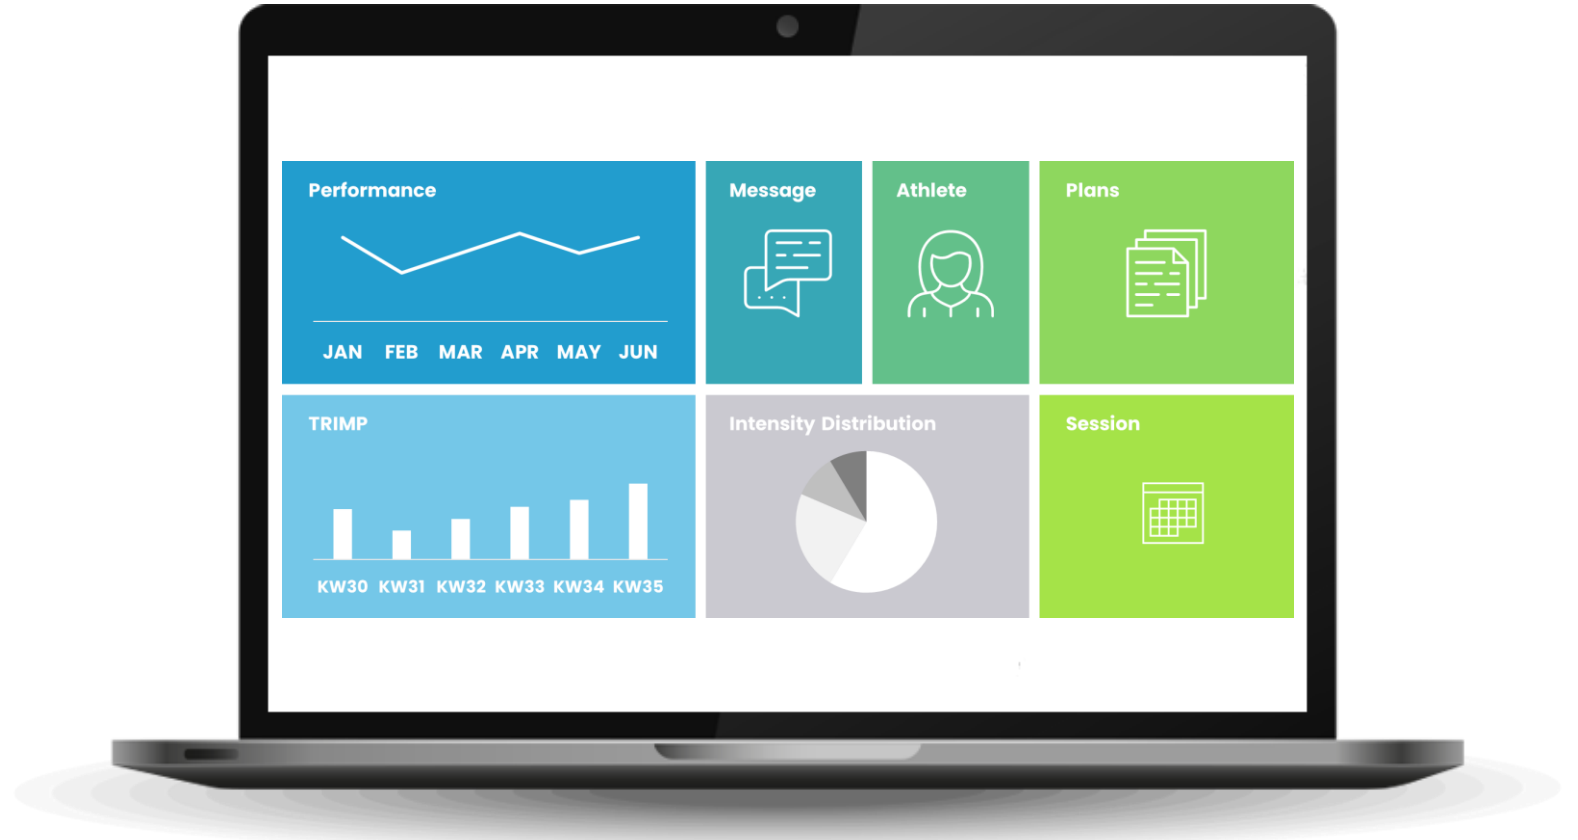 Performance
JAN FEB MAR APR MAY JUN
Message
Athlete
Plans
TRIMP
KW30 KW31 KW32 KW33 KW34 KW35
Intensity Distribution
Session